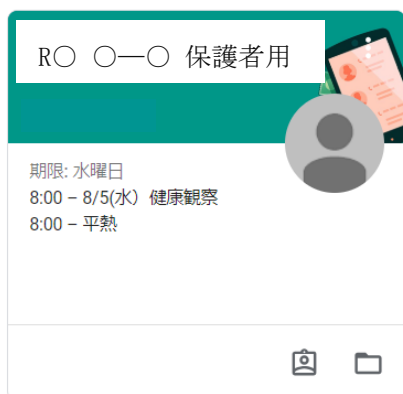 R〇 〇―〇 保護者用
期限: 水曜日
8:00 – 8/5(水）健康観察
8:00 – 平熱